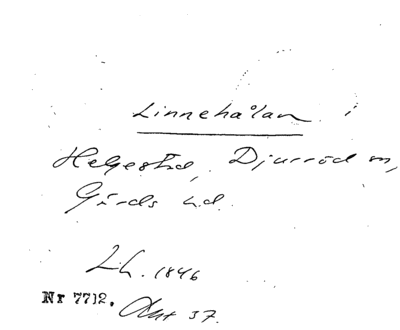 Linnehålan i
Helgestad, Djurröd m,
Gärds h.d.
L.h. 1846
Nr 7712. Akt 37.